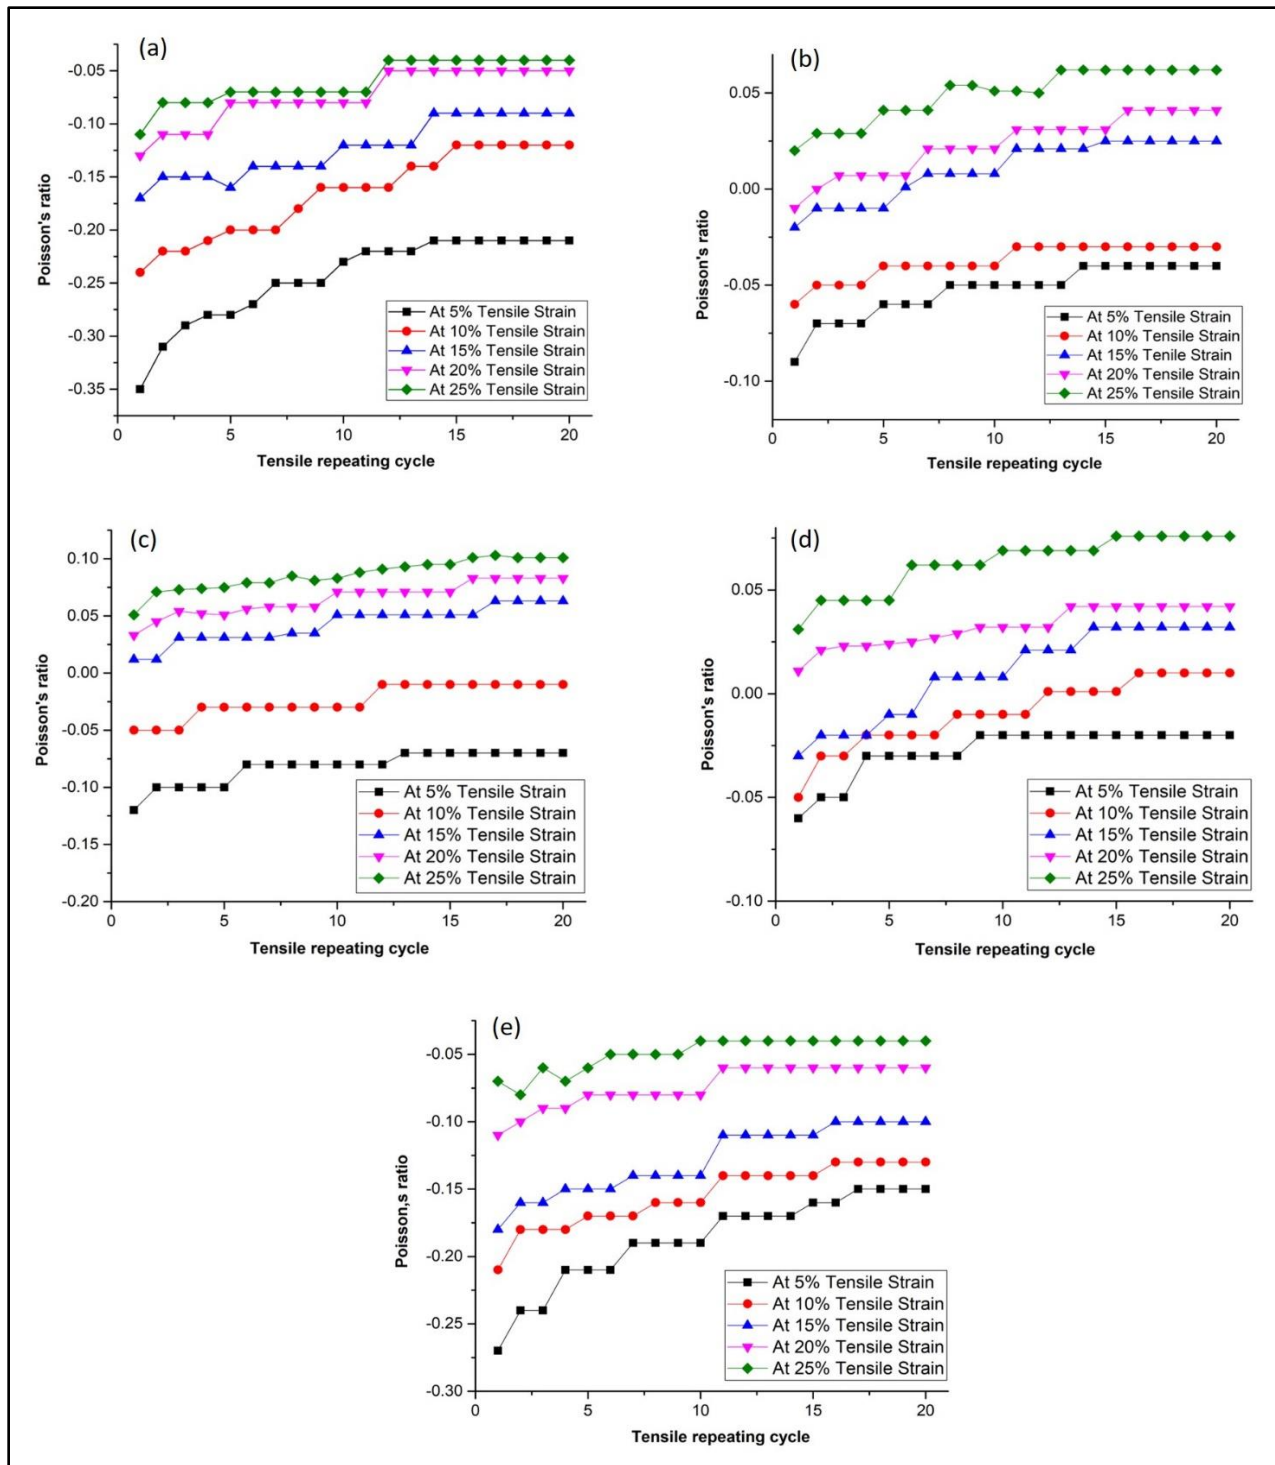 (a)
-0.05
-0.10
-0.15
-0.20
-0.25
-0.30
-0.35
Poisson's ratio
At 5% Tensile Strain
At 10% Tensile Strain
At 15% Tensile Strain
At 20% Tensile Strain
At 25% Tensile Strain
0 5 10 15 20
Tensile repeating cycle
(b)
0.05
0.00
-0.05
-0.10
Poisson's ratio
At 5% Tensile Strain
At 10% Tensile Strain
At 15% Tenile Strain
At 20% Tensile Strain
At 25% Tensile Strain
0 5 10 15 20
Tensile repeating cycle
(c)
0.10
0.05
0.00
-0.05
-0.10
-0.15
-0.20
Poisson's ratio
At 5% Tensile Strain
At 10% Tensile Strain
At 15% Tensile Strain
At 20% Tensile Strain
At 25% Tensile Strain
0 5 10 15 20
Tensile repeating cycle
(d)
0.05
0.00
-0.05
-0.10
Poisson's ratio
At 5% Tensile Strain
At 10% Tensile Strain
At 15% Tensile Strain
At 20% Tensile Strain
At 25% Tensile Strain
0 5 10 15 20
Tensile repeating cycle
(e)
-0.05
-0.10
-0.15
-0.20
-0.25
-0.30
Poisson,s ratio
At 5% Tensile Strain
At 10% Tensile Strain
At 15% Tensile Strain
At 20% Tensile Strain
At 25% Tensile Strain
0 5 10 15 20
Tensile repeating cycle